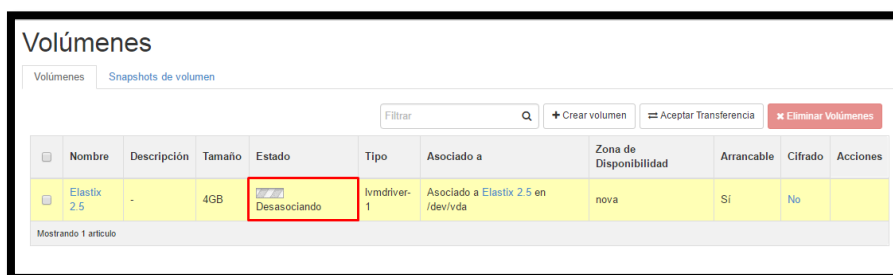 Volúmenes
Volúmenes Snapshots de volumen
Filtrar + Crear volumen Aceptar Transferencia Eliminar Volúmenes
Nombre Descripción Tamaño Estado Tipo Asociado a Zona de Disponibilidad Arrancable Cifrado Acciones
Elastix 2.5 - 4GB Desasociando lvmdriver-1 Asociado a Elastix 2.5 en /dev/vda nova Sí No
Mostrando 1 artículo